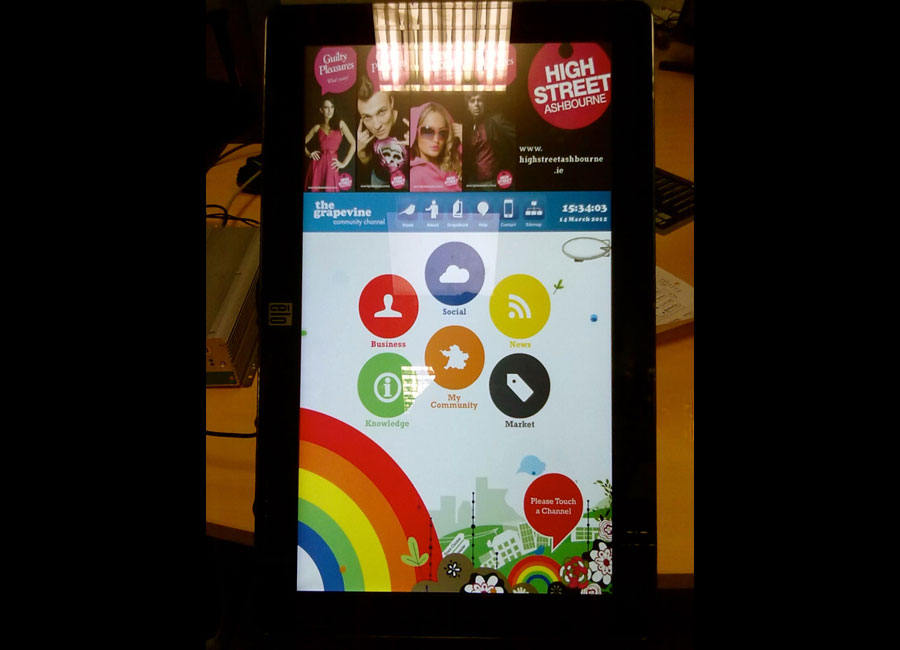 Guilty
Pleasures
HIGH
STREET
ASHBOURNE
www.
highstreetashbourne
.ie
the
grapevine
community channel
Home
About
Help
Contact
Sitemap
15:34:03
14 March 2012
Social
Business
News
My
Community
Knowledge
Market
Please Touch
a Channel
elo